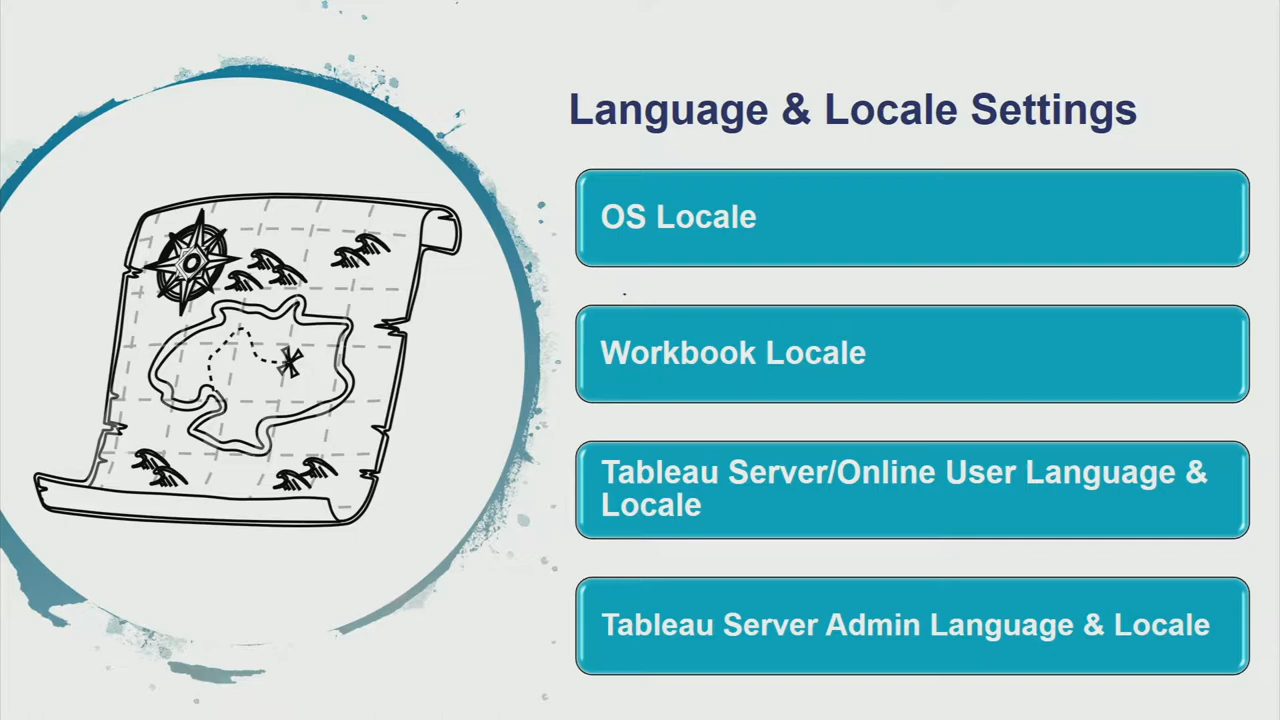 Language & Locale Settings
OS Locale
Workbook Locale
Tableau Server/Online User Language &
Locale
Tableau Server Admin Language & Locale